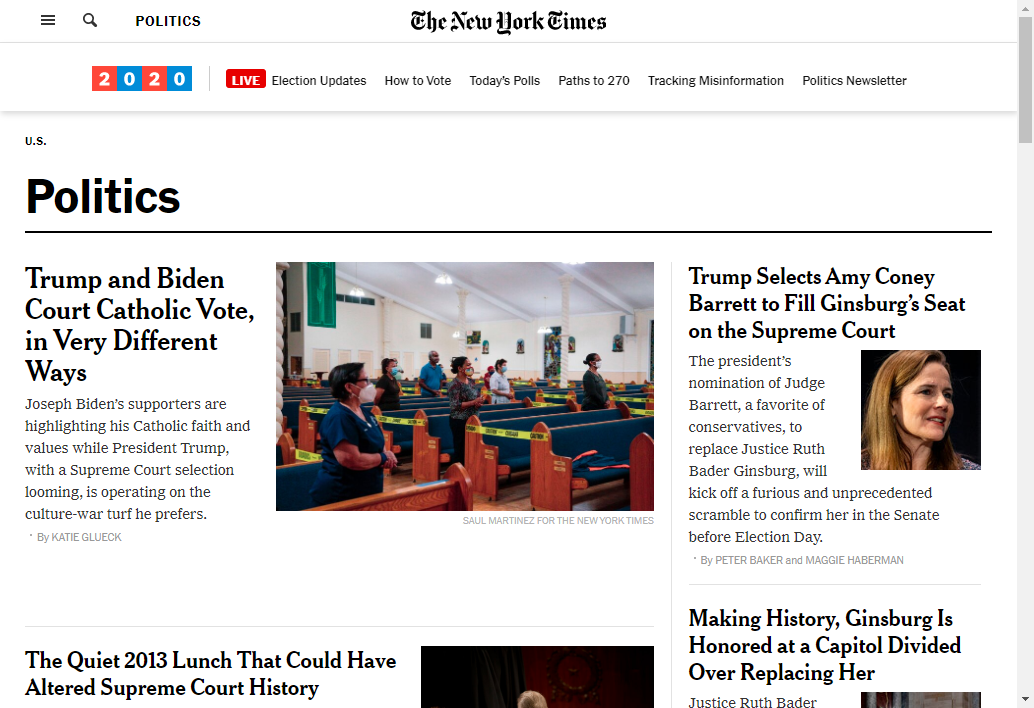 POLITICS
The New York Times
2020
LIVE Election Updates How to Vote Today's Polls Paths to 270 Tracking Misinformation Politics Newsletter
U.S.
Politics
Trump and Biden
Court Catholic Vote,
in Very Different
Ways
Joseph Biden's supporters are
highlighting his Catholic faith and
values while President Trump,
with a Supreme Court selection
looming, is operating on the
culture-war turf he prefers.
· By KATIE GLUECK
SAUL MARTINEZ FOR THE NEW YORK TIMES
Trump Selects Amy Coney
Barrett to Fill Ginsburg's Seat
on the Supreme Court
The president's
nomination of Judge
Barrett, a favorite of
conservatives, to
replace Justice Ruth
Bader Ginsburg, will
kick off a furious and unprecedented
scramble to confirm her in the Senate
before Election Day.
· By PETER BAKER and MAGGIE HABERMAN
The Quiet 2013 Lunch That Could Have
Altered Supreme Court History
Making History, Ginsburg Is
Honored at a Capitol Divided
Over Replacing Her
Justice Ruth Bader